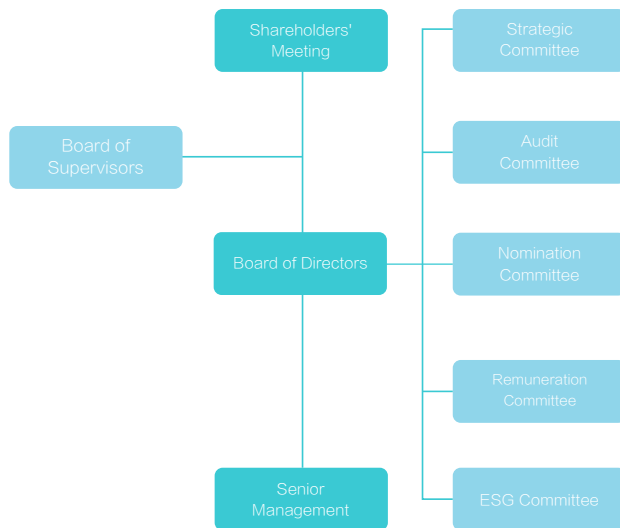 Shareholders'
Meeting
Strategic
Committee
Board of
Supervisors
Audit
Committee
Board of Directors
Nomination
Committee
Remuneration
Committee
Senior
Management
ESG Committee